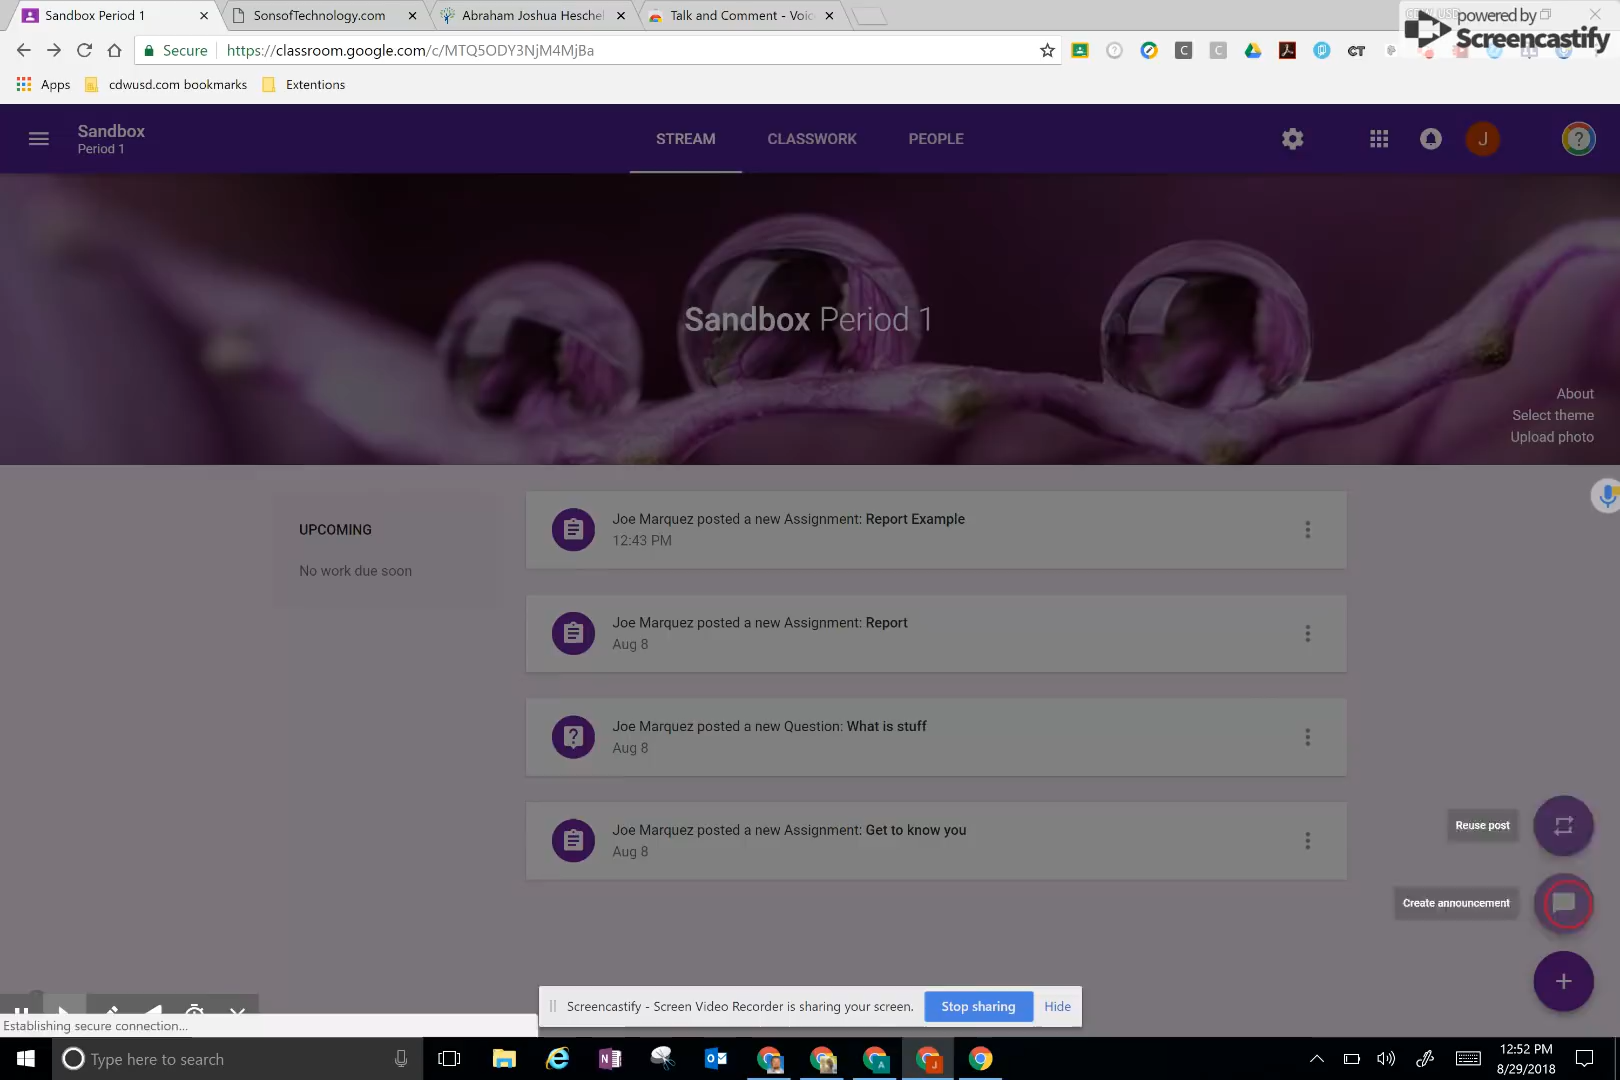 Sandbox Period 1
SonsofTechnology.com
Abraham Joshua Heschel
Talk and Comment - Voic
powered by
Screencastify
Secure
https://classroom.google.com/c/MTQ5ODY3NjM4MjBa
CT
Apps
cdwusd.com bookmarks
Extentions
Sandbox
Period 1
STREAM
CLASSWORK
PEOPLE
J
Sandbox Period 1
About
Select theme
Upload photo
UPCOMING
No work due soon
Joe Marquez posted a new Assignment: Report Example
12:43 PM
Joe Marquez posted a new Assignment: Report
Aug 8
Joe Marquez posted a new Question: What is stuff
Aug 8
Joe Marquez posted a new Assignment: Get to know you
Aug 8
Reuse post
Create announcement
Screencastify - Screen Video Recorder is sharing your screen.
Stop sharing
Hide
Establishing secure connection...
Type here to search
12:52 PM
8/29/2018